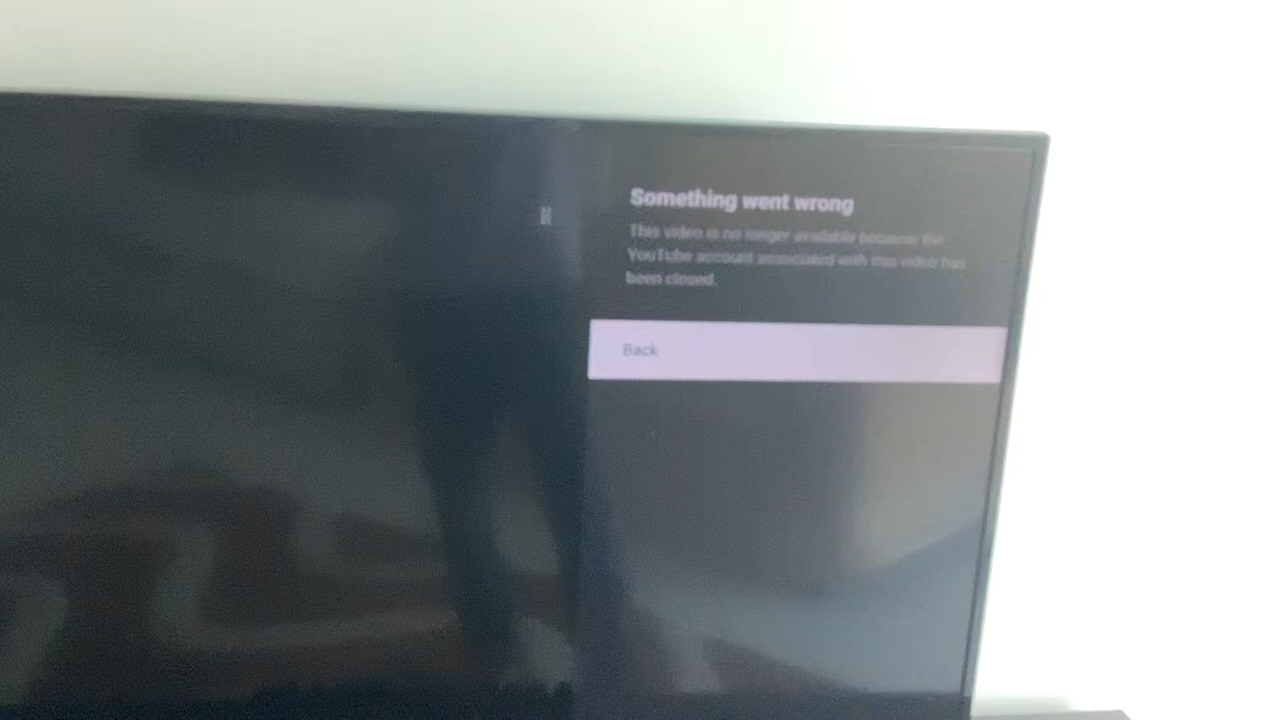 Something went wrong
This video is no longer available because the
YouTube account associated with this video has
been closed.
Back